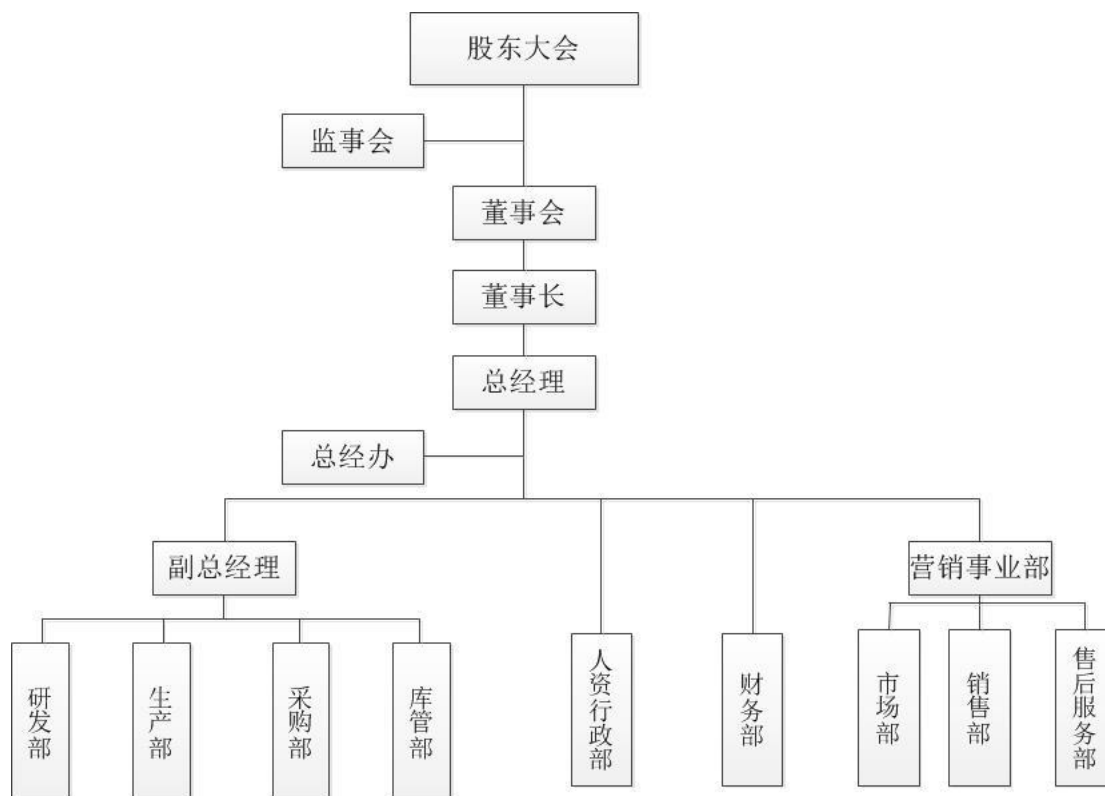 股东大会
监事会
董事会
董事长
总经理
总经办
副总经理
营销事业部
研发部
生产部
采购部
库管部
人资行政部
财务部
市场部
销售部
售后服务部